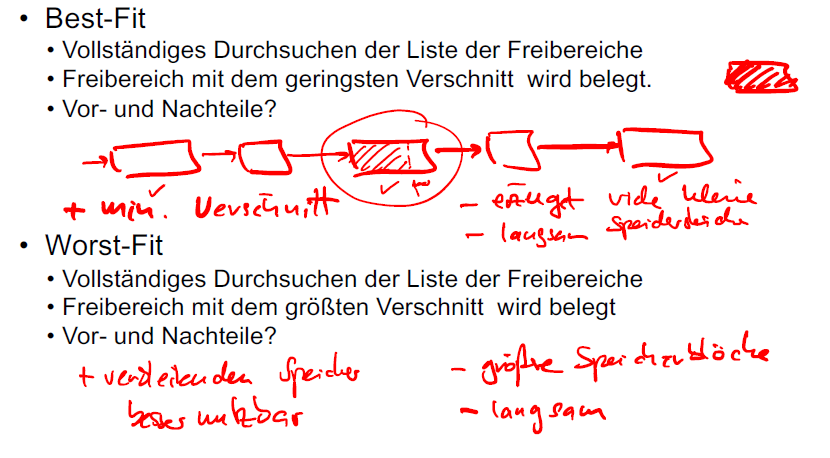 • Best-Fit
• Vollständiges Durchsuchen der Liste der Freibereiche
• Freibereich mit dem geringsten Verschnitt wird belegt.
• Vor- und Nachteile?
+ min. Verschnitt
- erzeugt viele kleine
- langsam Speicherbereiche
• Worst-Fit
• Vollständiges Durchsuchen der Liste der Freibereiche
• Freibereich mit dem größten Verschnitt wird belegt
• Vor- und Nachteile?
+ verbleibenden Speicher
besser nutzbar
- größere Speicherblöcke
- langsam